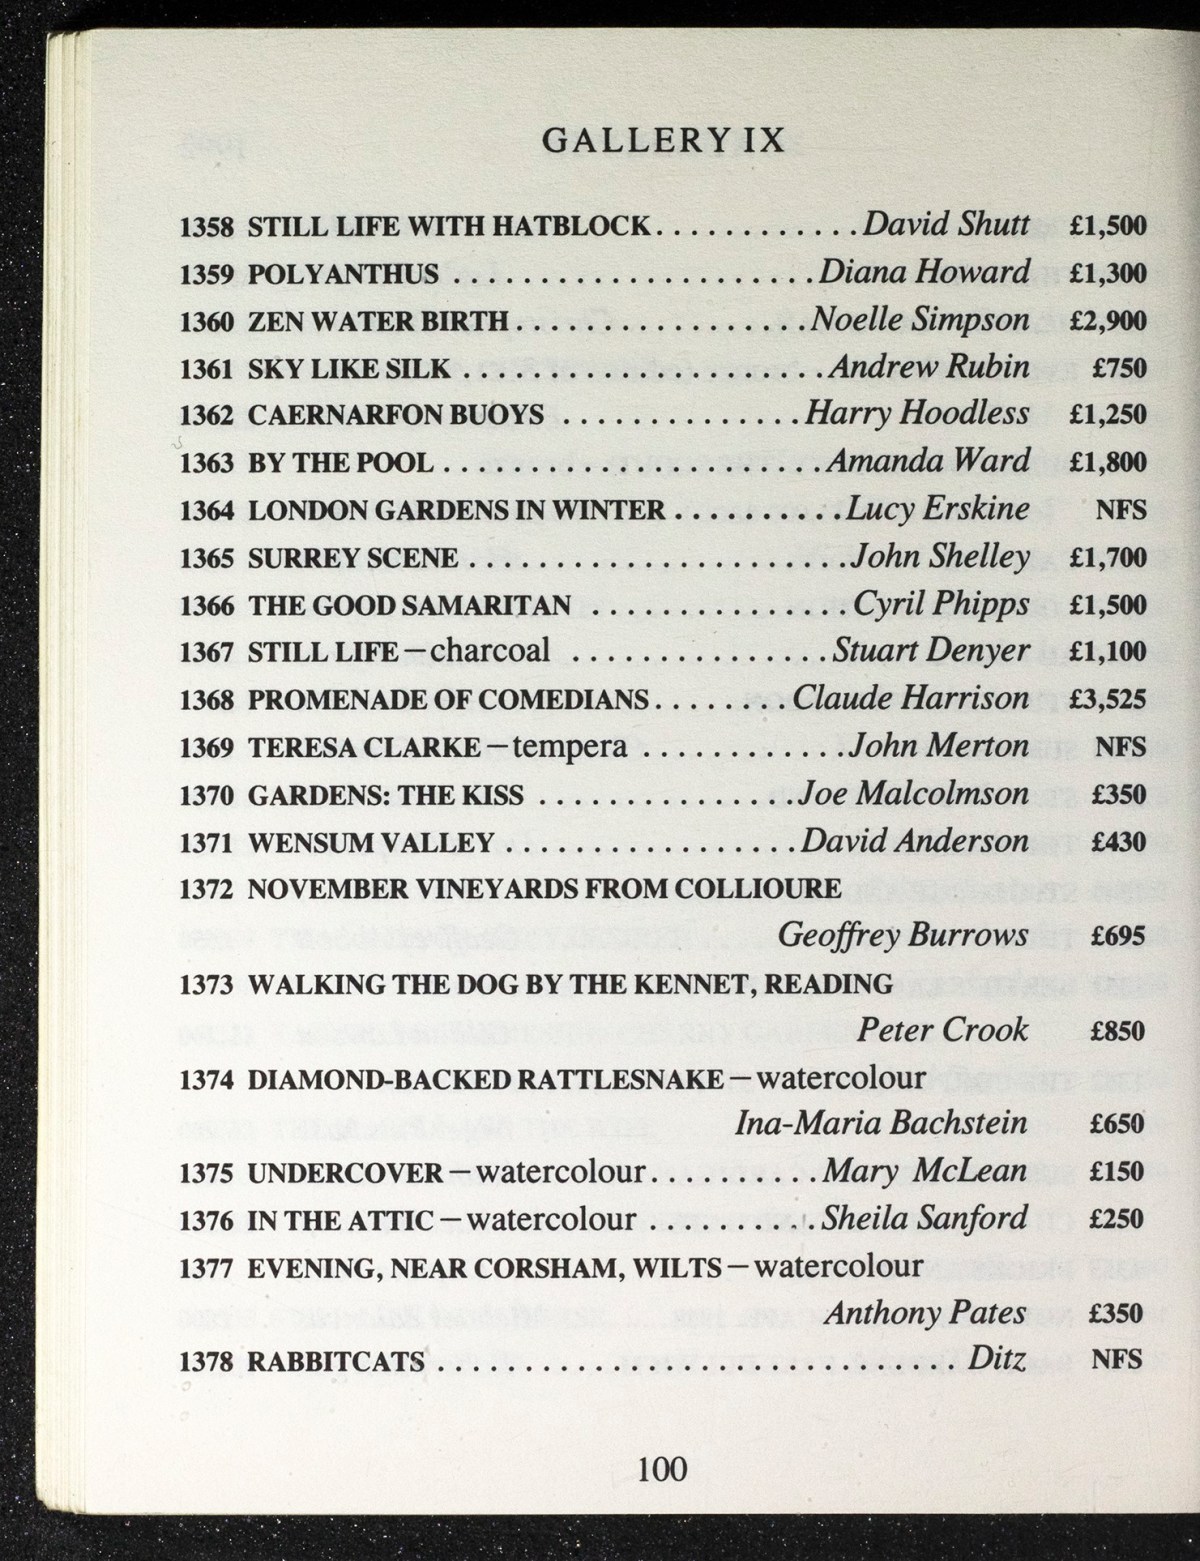 GALLERY IX
1358 STILL LIFE WITH HATBLOCK............David Shutt £1,500
1359 POLYANTHUS .....................Diana Howard £1,300
1360 ZEN WATER BIRTH.................Noelle Simpson £2,900
1361 SKY LIKE SILK .....................Andrew Rubin £750
1362 CAERNARFON BUOYS ..............Harry Hoodless £1,250
1363 BY THE POOL......................Amanda Ward £1,800
1364 LONDON GARDENS IN WINTER..........Lucy Erskine NFS
1365 SURREY SCENE......................John Shelley £1,700
1366 THE GOOD SAMARITAN ...............Cyril Phipps £1,500
1367 STILL LIFE—charcoal ...............Stuart Denyer £1,100
1368 PROMENADE OF COMEDIANS........Claude Harrison £3,525
1369 TERESA CLARKE—tempera............John Merton NFS
1370 GARDENS: THE KISS ...............Joe Malcolmson £350
1371 WENSUM VALLEY.................David Anderson £430
1372 NOVEMBER VINEYARDS FROM COLLIOURE
Geoffrey Burrows £695
1373 WALKING THE DOG BY THE KENNET, READING
Peter Crook £850
1374 DIAMOND-BACKED RATTLESNAKE—watercolour
Ina-Maria Bachstein £650
1375 UNDERCOVER—watercolour..........Mary McLean £150
1376 IN THE ATTIC—watercolour ..........Sheila Sanford £250
1377 EVENING, NEAR CORSHAM, WILTS—watercolour
Anthony Pates £350
1378 RABBITCATS............................... Ditz NFS
100